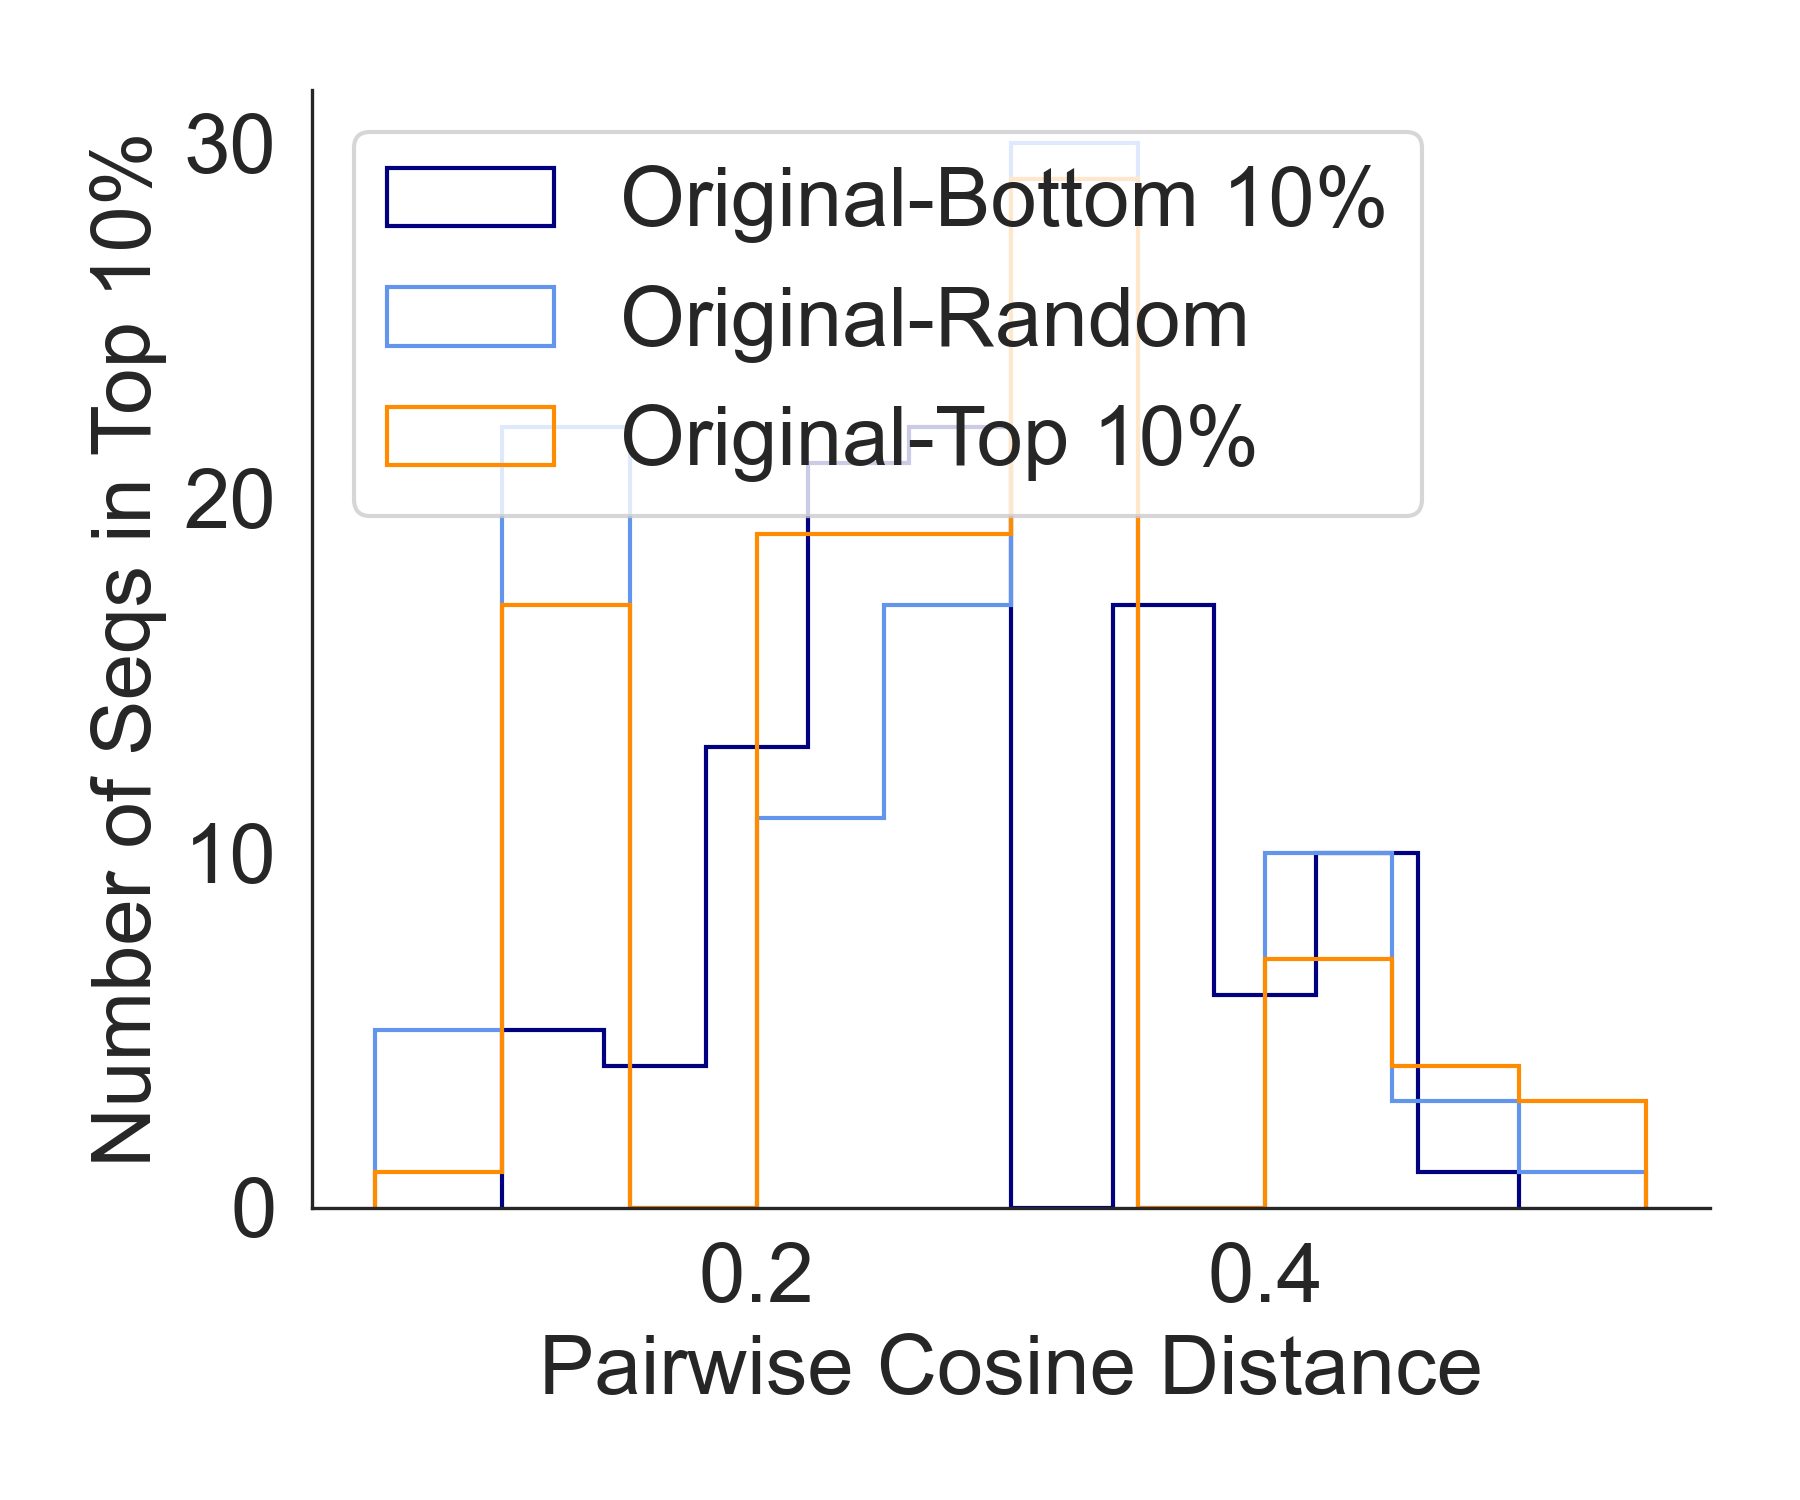 Number of Seqs in Top 10%
30
20
10
0
Original-Bottom 10%
Original-Random
Original-Top 10%
0.2
0.4
Pairwise Cosine Distance